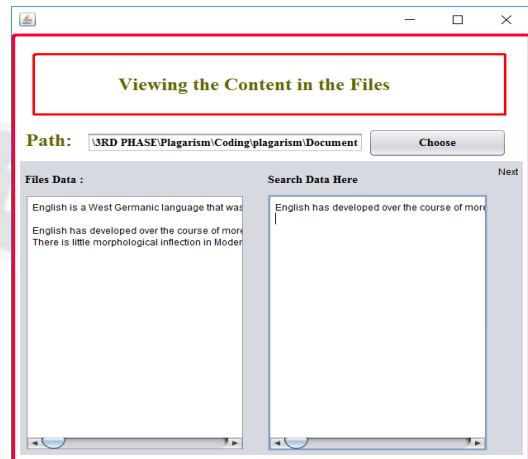 Viewing the Content in the Files
Path: \3RD PHASE\Plagarism\Coding\plagarism\Document Choose
Next
Files Data :
Search Data Here
English is a West Germanic language that was
English has developed over the course of more
There is little morphological inflection in Moder
English has developed over the course of more